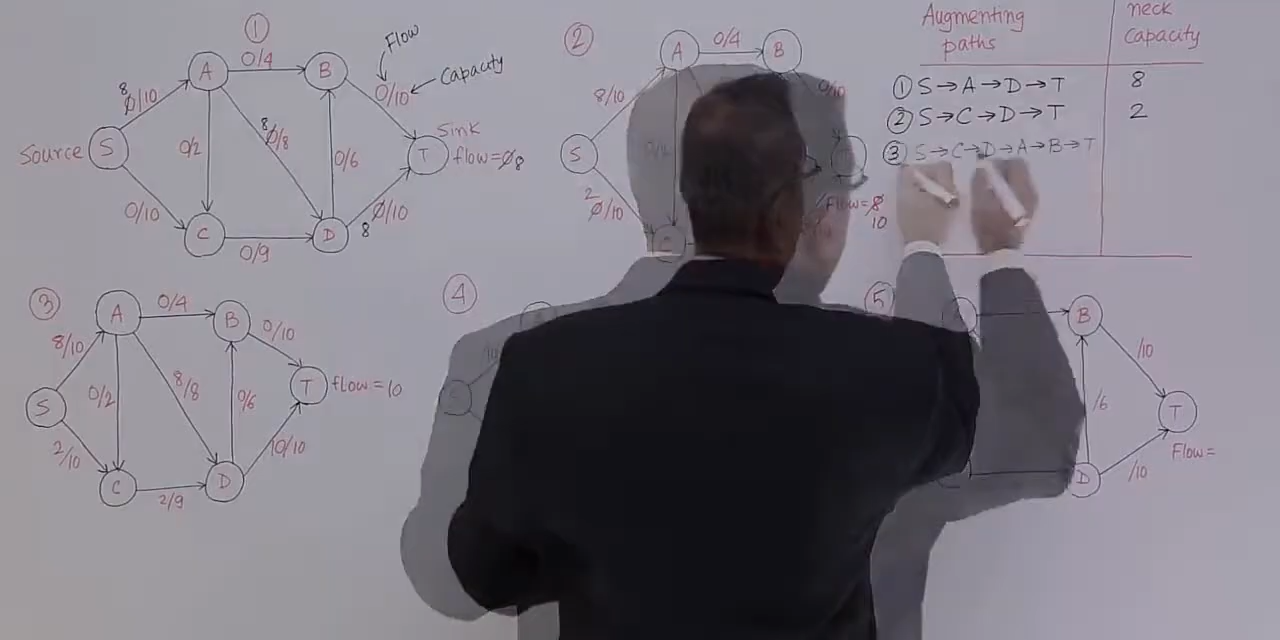 ①
Flow
Capacity
A
0/4
B
8
0/10
0/10
Source
S
0/2
8
0/8
0/6
T
Sink
flow=0 8
0/10
C
0/9
D
8
0/10
②
A
0/4
B
8/10
0/10
S
2
0/10
C
Flow=8
10
Augmenting
paths
neck
Capacity
① S→A→D→T 8
② S→C→D→T 2
③ S→C→D→A→B→T
③
A
0/4
B
0/10
8/10
S
0/2
8/8
0/6
T
flow=10
2/10
10/10
C
2/9
D
④
S
⑤
B
/10
/6
T
Flow=
D
/10